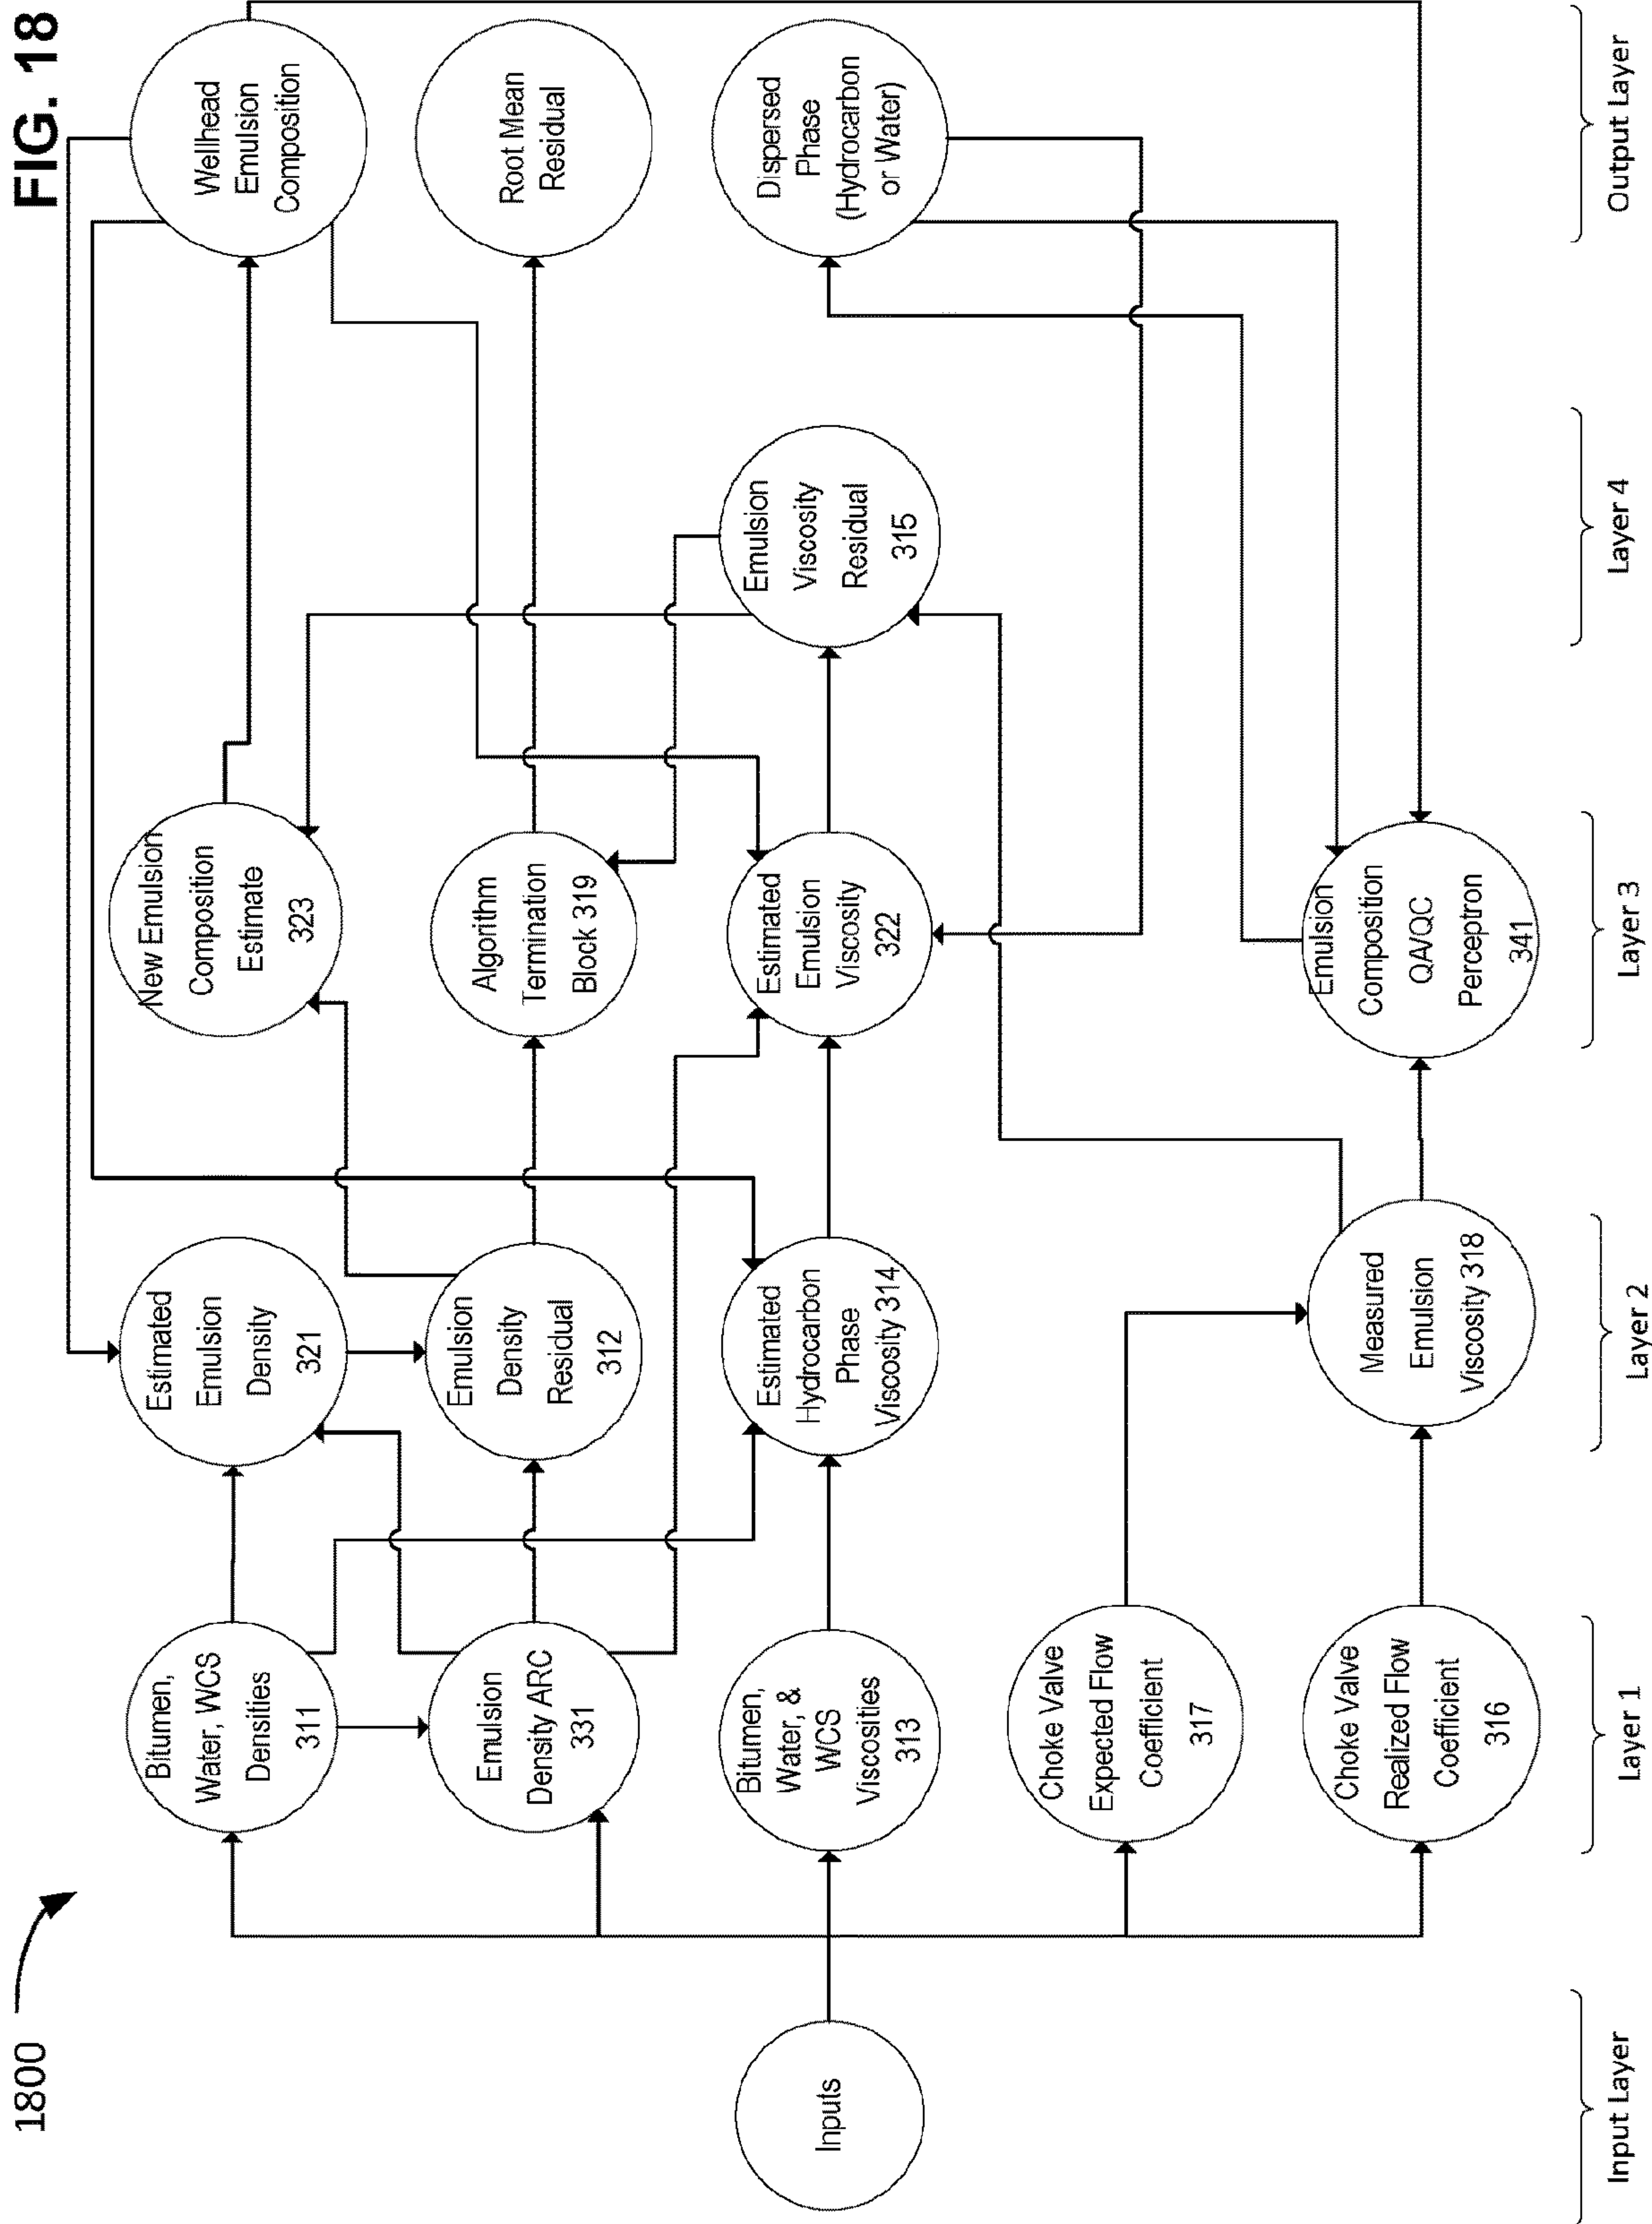 FIG. 18
1800
Inputs
Bitumen,
Water, WCS
Densities
311
Emulsion
Density ARC
331
Bitumen,
Water, &
WCS
Viscosities
313
Choke Valve
Expected Flow
Coefficient
317
Choke Valve
Realized Flow
Coefficient
316
Estimated
Emulsion
Density
321
Emulsion
Density
Residual
312
Estimated
Hydrocarbon
Phase
Viscosity 314
Measured
Emulsion
Viscosity 318
New Emulsion
Composition
Estimate
323
Algorithm
Termination
Block 319
Estimated
Emulsion
Viscosity
322
Emulsion
Composition
QA/QC
Perceptron
341
Emulsion
Viscosity
Residual
315
Wellhead
Emulsion
Composition
Root Mean
Residual
Dispersed
Phase
(Hydrocarbon
or Water)
Input Layer
Layer 1
Layer 2
Layer 3
Layer 4
Output Layer